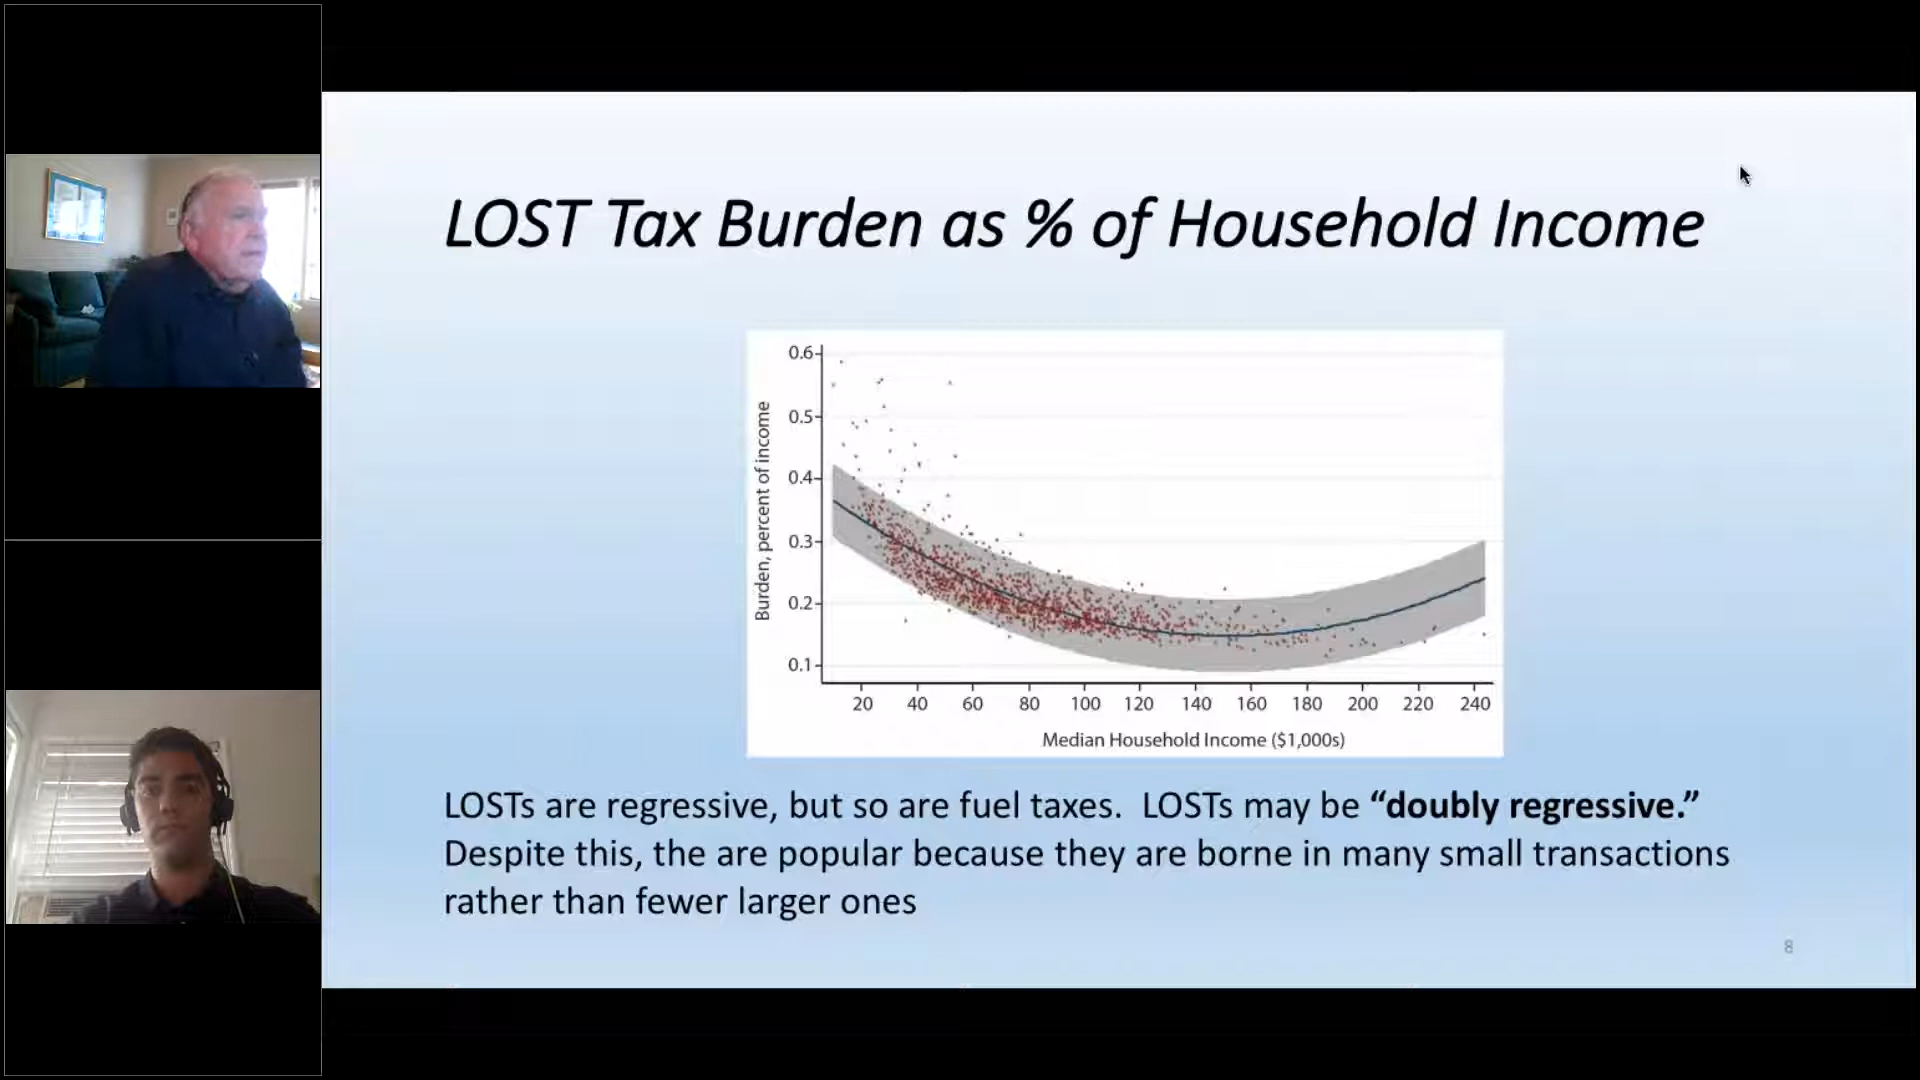 LOST Tax Burden as % of Household Income
0.6
0.5
0.4
0.3
0.2
0.1
Burden, percent of income
20 40 60 80 100 120 140 160 180 200 220 240
Median Household Income ($1,000s)
LOSTs are regressive, but so are fuel taxes. LOSTs may be “doubly regressive.”
Despite this, the are popular because they are borne in many small transactions
rather than fewer larger ones
8